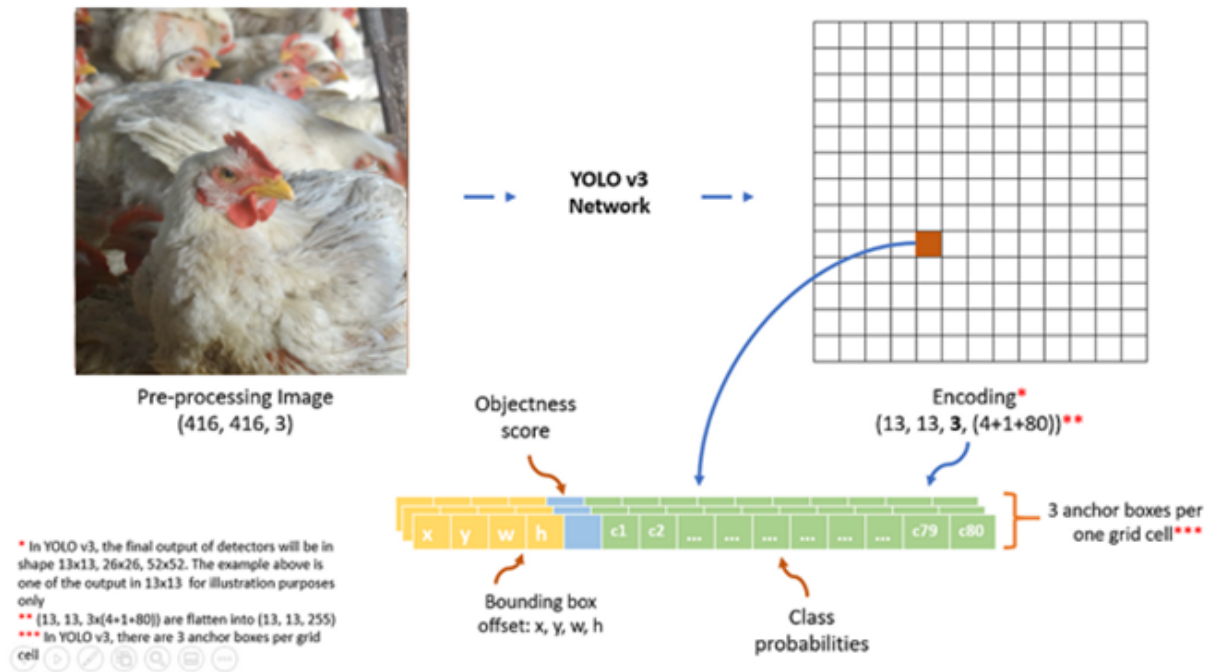 YOLO v3
Network
Pre-processing Image
(416, 416, 3)
Objectness
score
Encoding*
(13, 13, 3, (4+1+80))**
x y w h c1 c2 ... ... ... ... ... ... c79 c80
3 anchor boxes per
one grid cell***
Bounding box
offset: x, y, w, h
Class
probabilities
* In YOLO v3, the final output of detectors will be in
shape 13x13, 26x26, 52x52. The example above is
one of the output in 13x13 for illustration purposes
only
** (13, 13, 3x(4+1+80)) are flatten into (13, 13, 255)
*** In YOLO v3, there are 3 anchor boxes per grid
cell